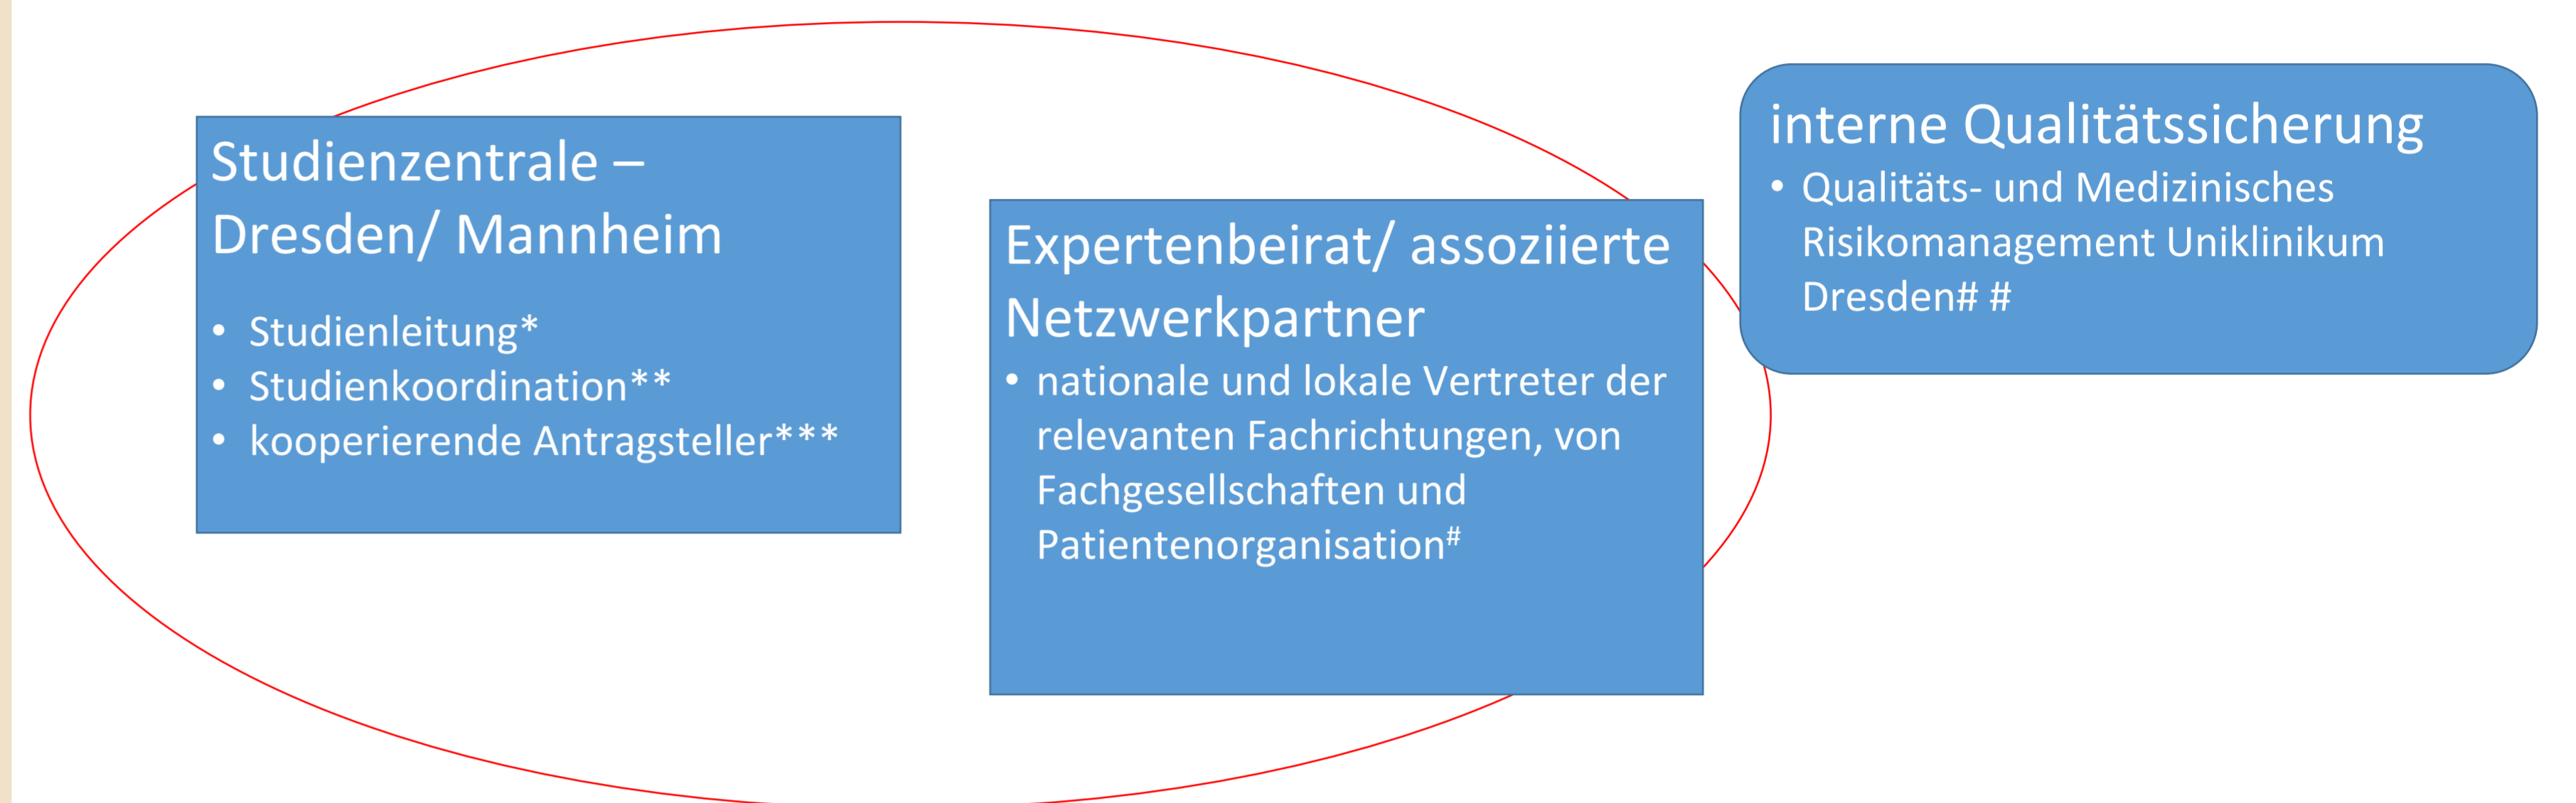 Studienzentrale –
Dresden/ Mannheim
• Studienleitung*
• Studienkoordination**
• kooperierende Antragsteller***
Expertenbeirat/ assoziierte
Netzwerkpartner
• nationale und lokale Vertreter der
relevanten Fachrichtungen, von
Fachgesellschaften und
Patientenorganisation#
interne Qualitätssicherung
• Qualitäts- und Medizinisches
Risikomanagement Uniklinikum
Dresden# #